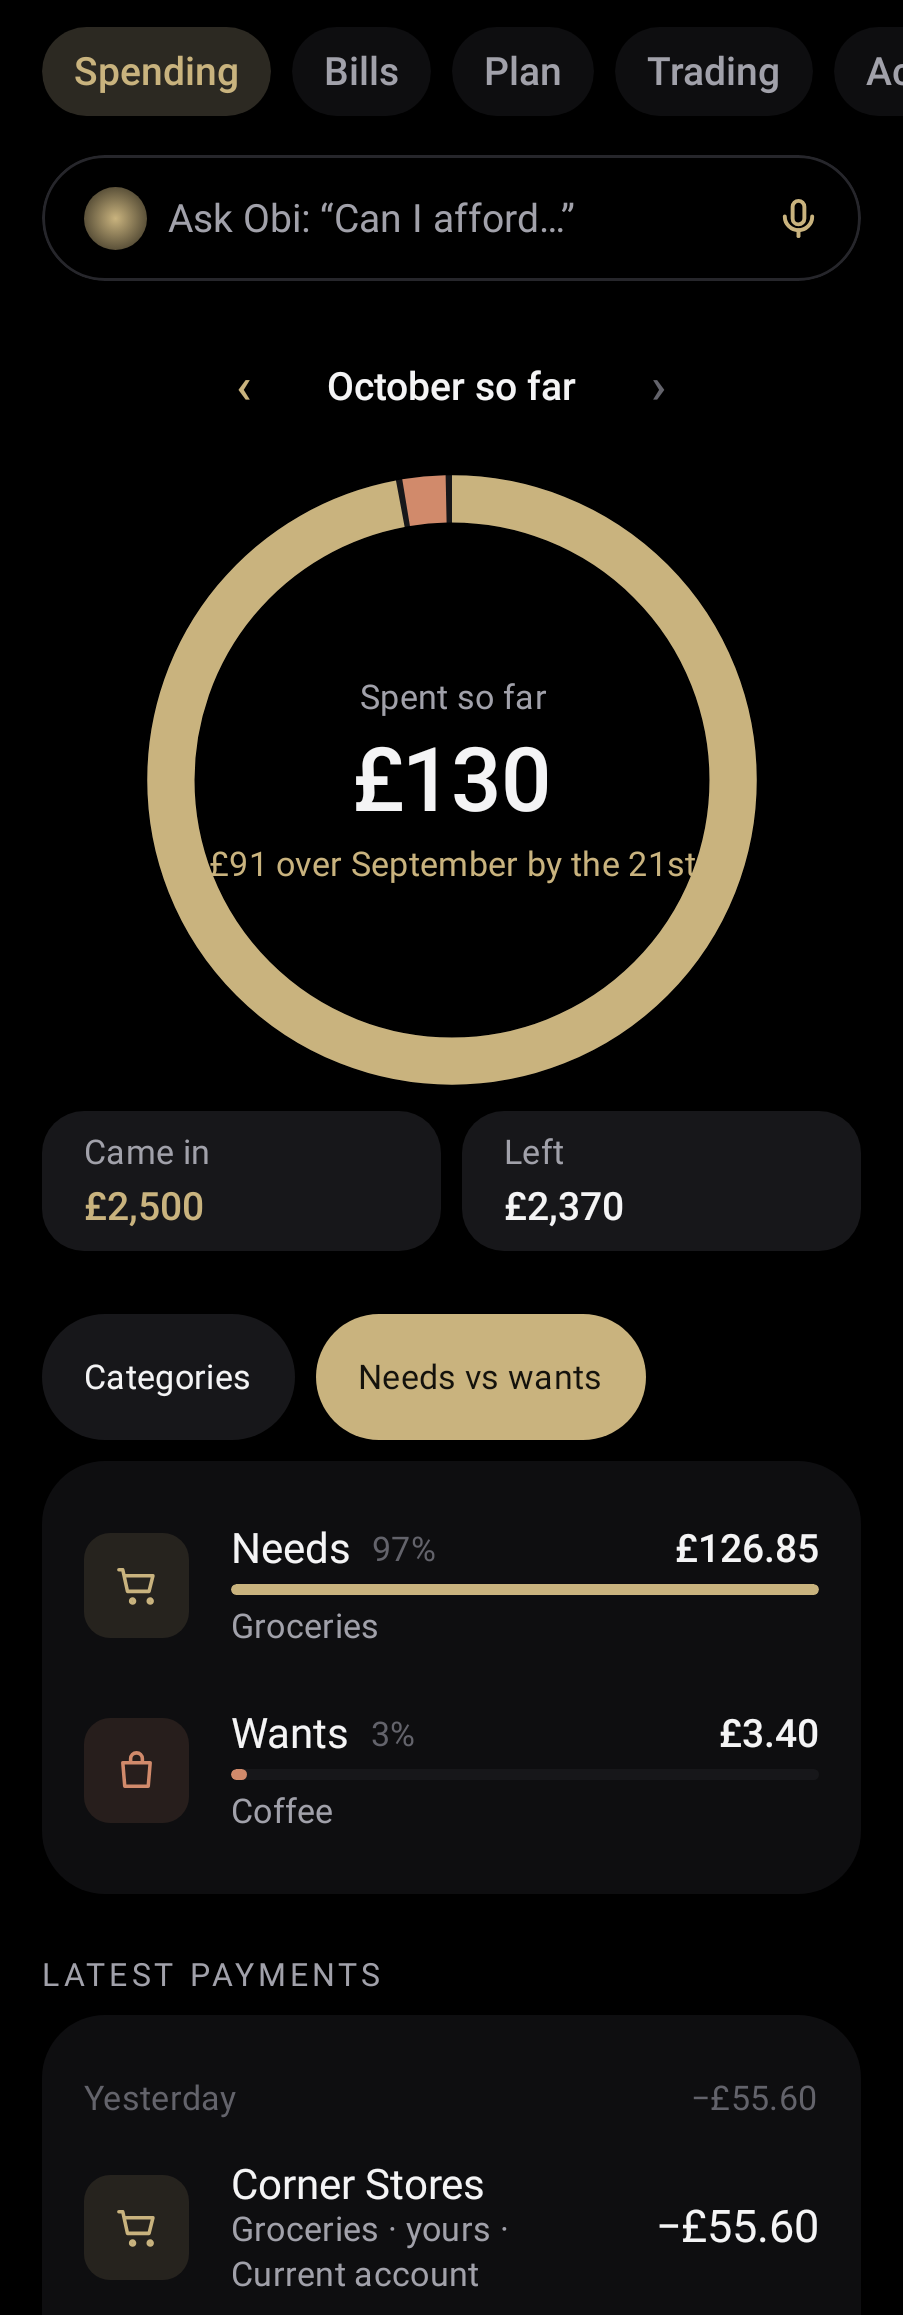 Spending
Bills
Plan
Trading
Ask Obi: “Can I afford…”
‹ October so far ›
Spent so far
£130
£91 over September by the 21st
Came in
£2,500
Left
£2,370
Categories
Needs vs wants
Needs 97% £126.85
Groceries
Wants 3% £3.40
Coffee
LATEST PAYMENTS
Yesterday −£55.60
Corner Stores
Groceries · yours ·
Current account
−£55.60